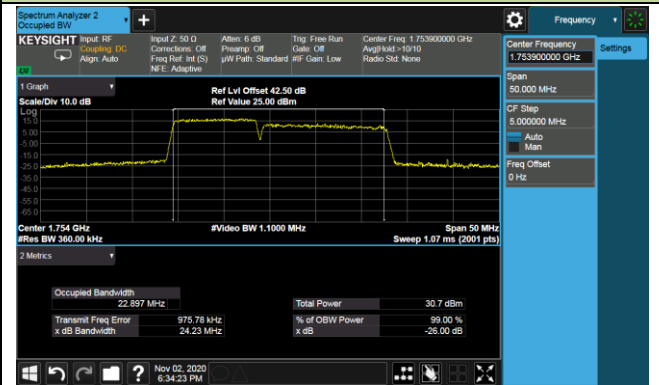 Spectrum Analyzer 2
Occupied BW
Frequency
KEYSIGHT
Input: RF
Coupling: DC
Align: Auto
Input Z: 50 Ω
Corrections: Off
Freq Ref: Int (S)
NFE: Adaptive
Atten: 6 dB
Preamp: Off
µW Path: Standard
Trig: Free Run
Gate: Off
#IF Gain: Low
Center Freq: 1.753900000 GHz
Avg|Hold:>10/10
Radio Std: None
Center Frequency
1.753900000 GHz
Settings
Span
50.000 MHz
CF Step
5.000000 MHz
Auto
Man
Freq Offset
0 Hz
1 Graph
Scale/Div 10.0 dB
Ref Lvl Offset 42.50 dB
Ref Value 25.00 dBm
Log
15.0
5.00
-5.00
-15.0
-25.0
-35.0
-45.0
-55.0
-65.0
Center 1.754 GHz
#Res BW 360.00 kHz
#Video BW 1.1000 MHz
Span 50 MHz
Sweep 1.07 ms (2001 pts)
2 Metrics
Occupied Bandwidth
22.897 MHz
Total Power 30.7 dBm
Transmit Freq Error 975.78 kHz
% of OBW Power 99.00 %
x dB Bandwidth 24.23 MHz
x dB -26.00 dB
?
Nov 02, 2020
6:34:23 PM